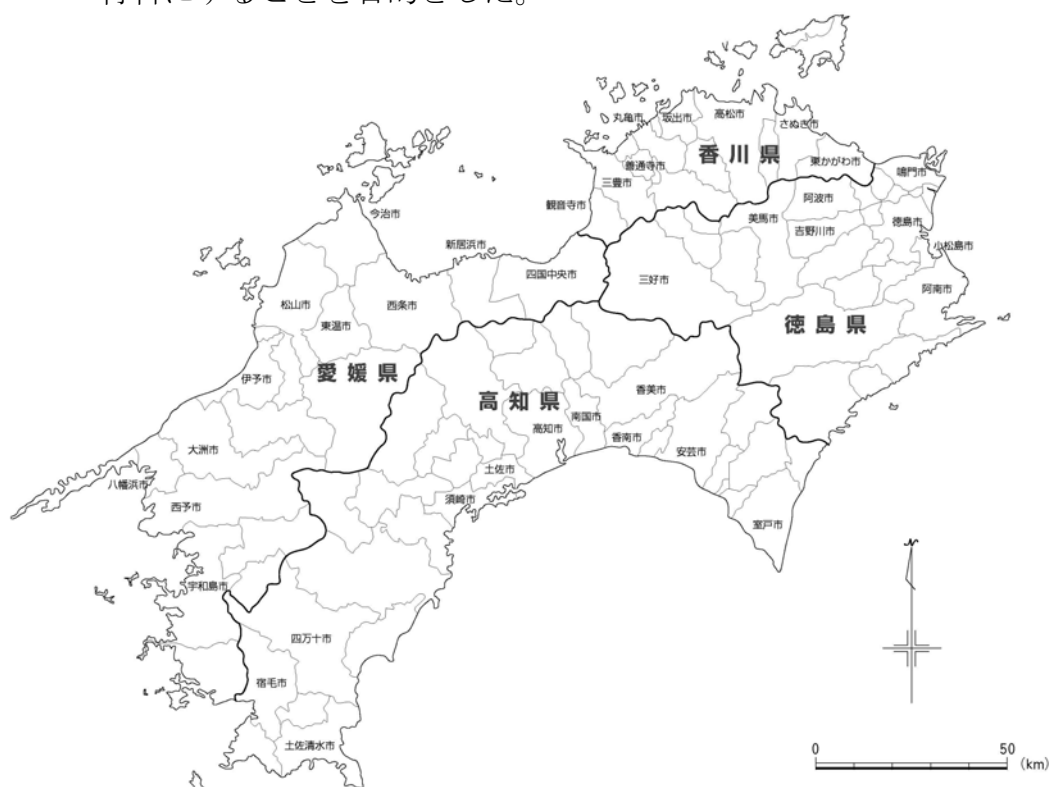 材料にすることを目的とした。
丸亀市
坂出市
高松市
さぬき市
香川県
善通寺市
東かがわ市
三豊市
鳴門市
観音寺市
阿波市
今治市
美馬市
徳島市
吉野川市
新居浜市
小松島市
四国中央市
三好市
阿南市
松山市
西条市
東温市
徳島県
愛媛県
伊予市
香美市
高知県
南国市
高知市
香南市
大洲市
安芸市
土佐市
八幡浜市
須崎市
西予市
室戸市
N
宇和島市
四万十市
宿毛市
土佐清水市
0 50
(km)